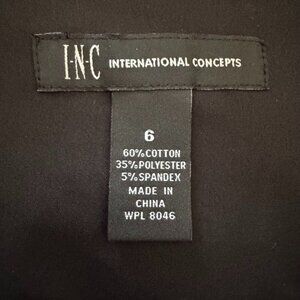 I·N·C INTERNATIONAL CONCEPTS
6
60%COTTON
35%POLYESTER
5%SPANDEX
MADE IN
CHINA
WPL 8046